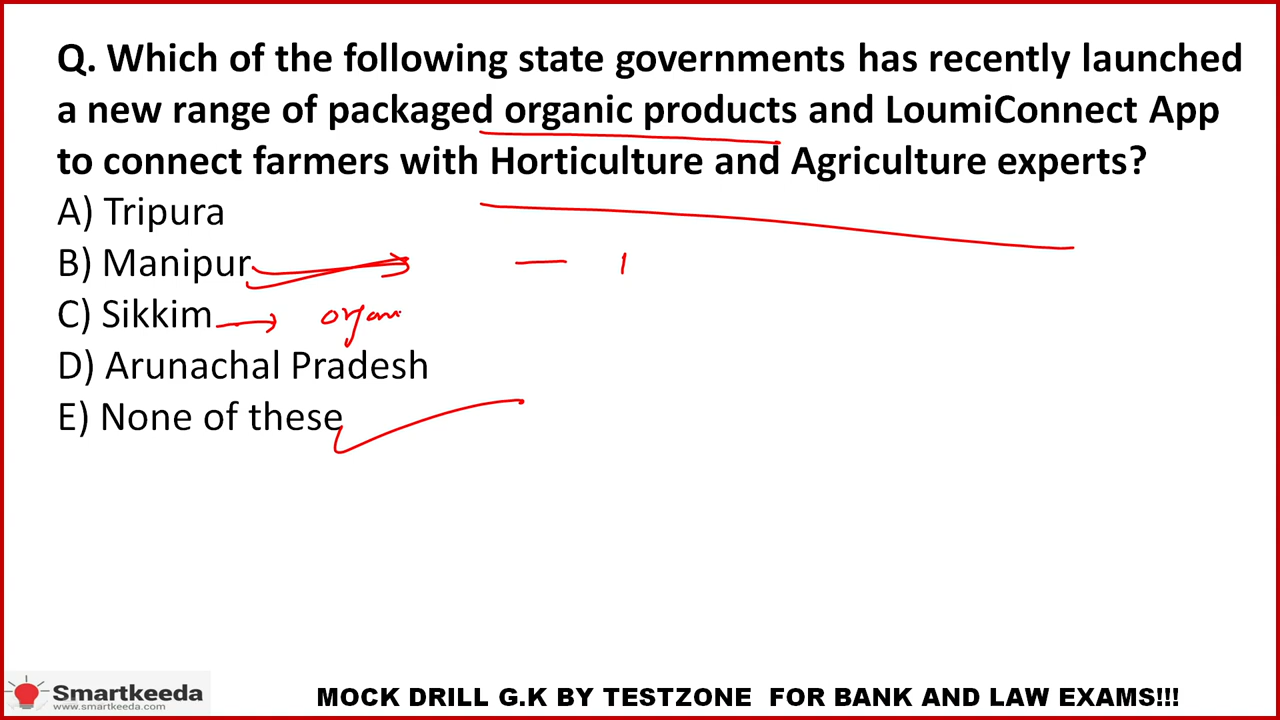 Q. Which of the following state governments has recently launched
a new range of packaged organic products and LoumiConnect App
to connect farmers with Horticulture and Agriculture experts?
A) Tripura
B) Manipur
C) Sikkim
D) Arunachal Pradesh
E) None of these
Smartkeeda
www.smartkeeda.com
MOCK DRILL G.K BY TESTZONE FOR BANK AND LAW EXAMS!!!